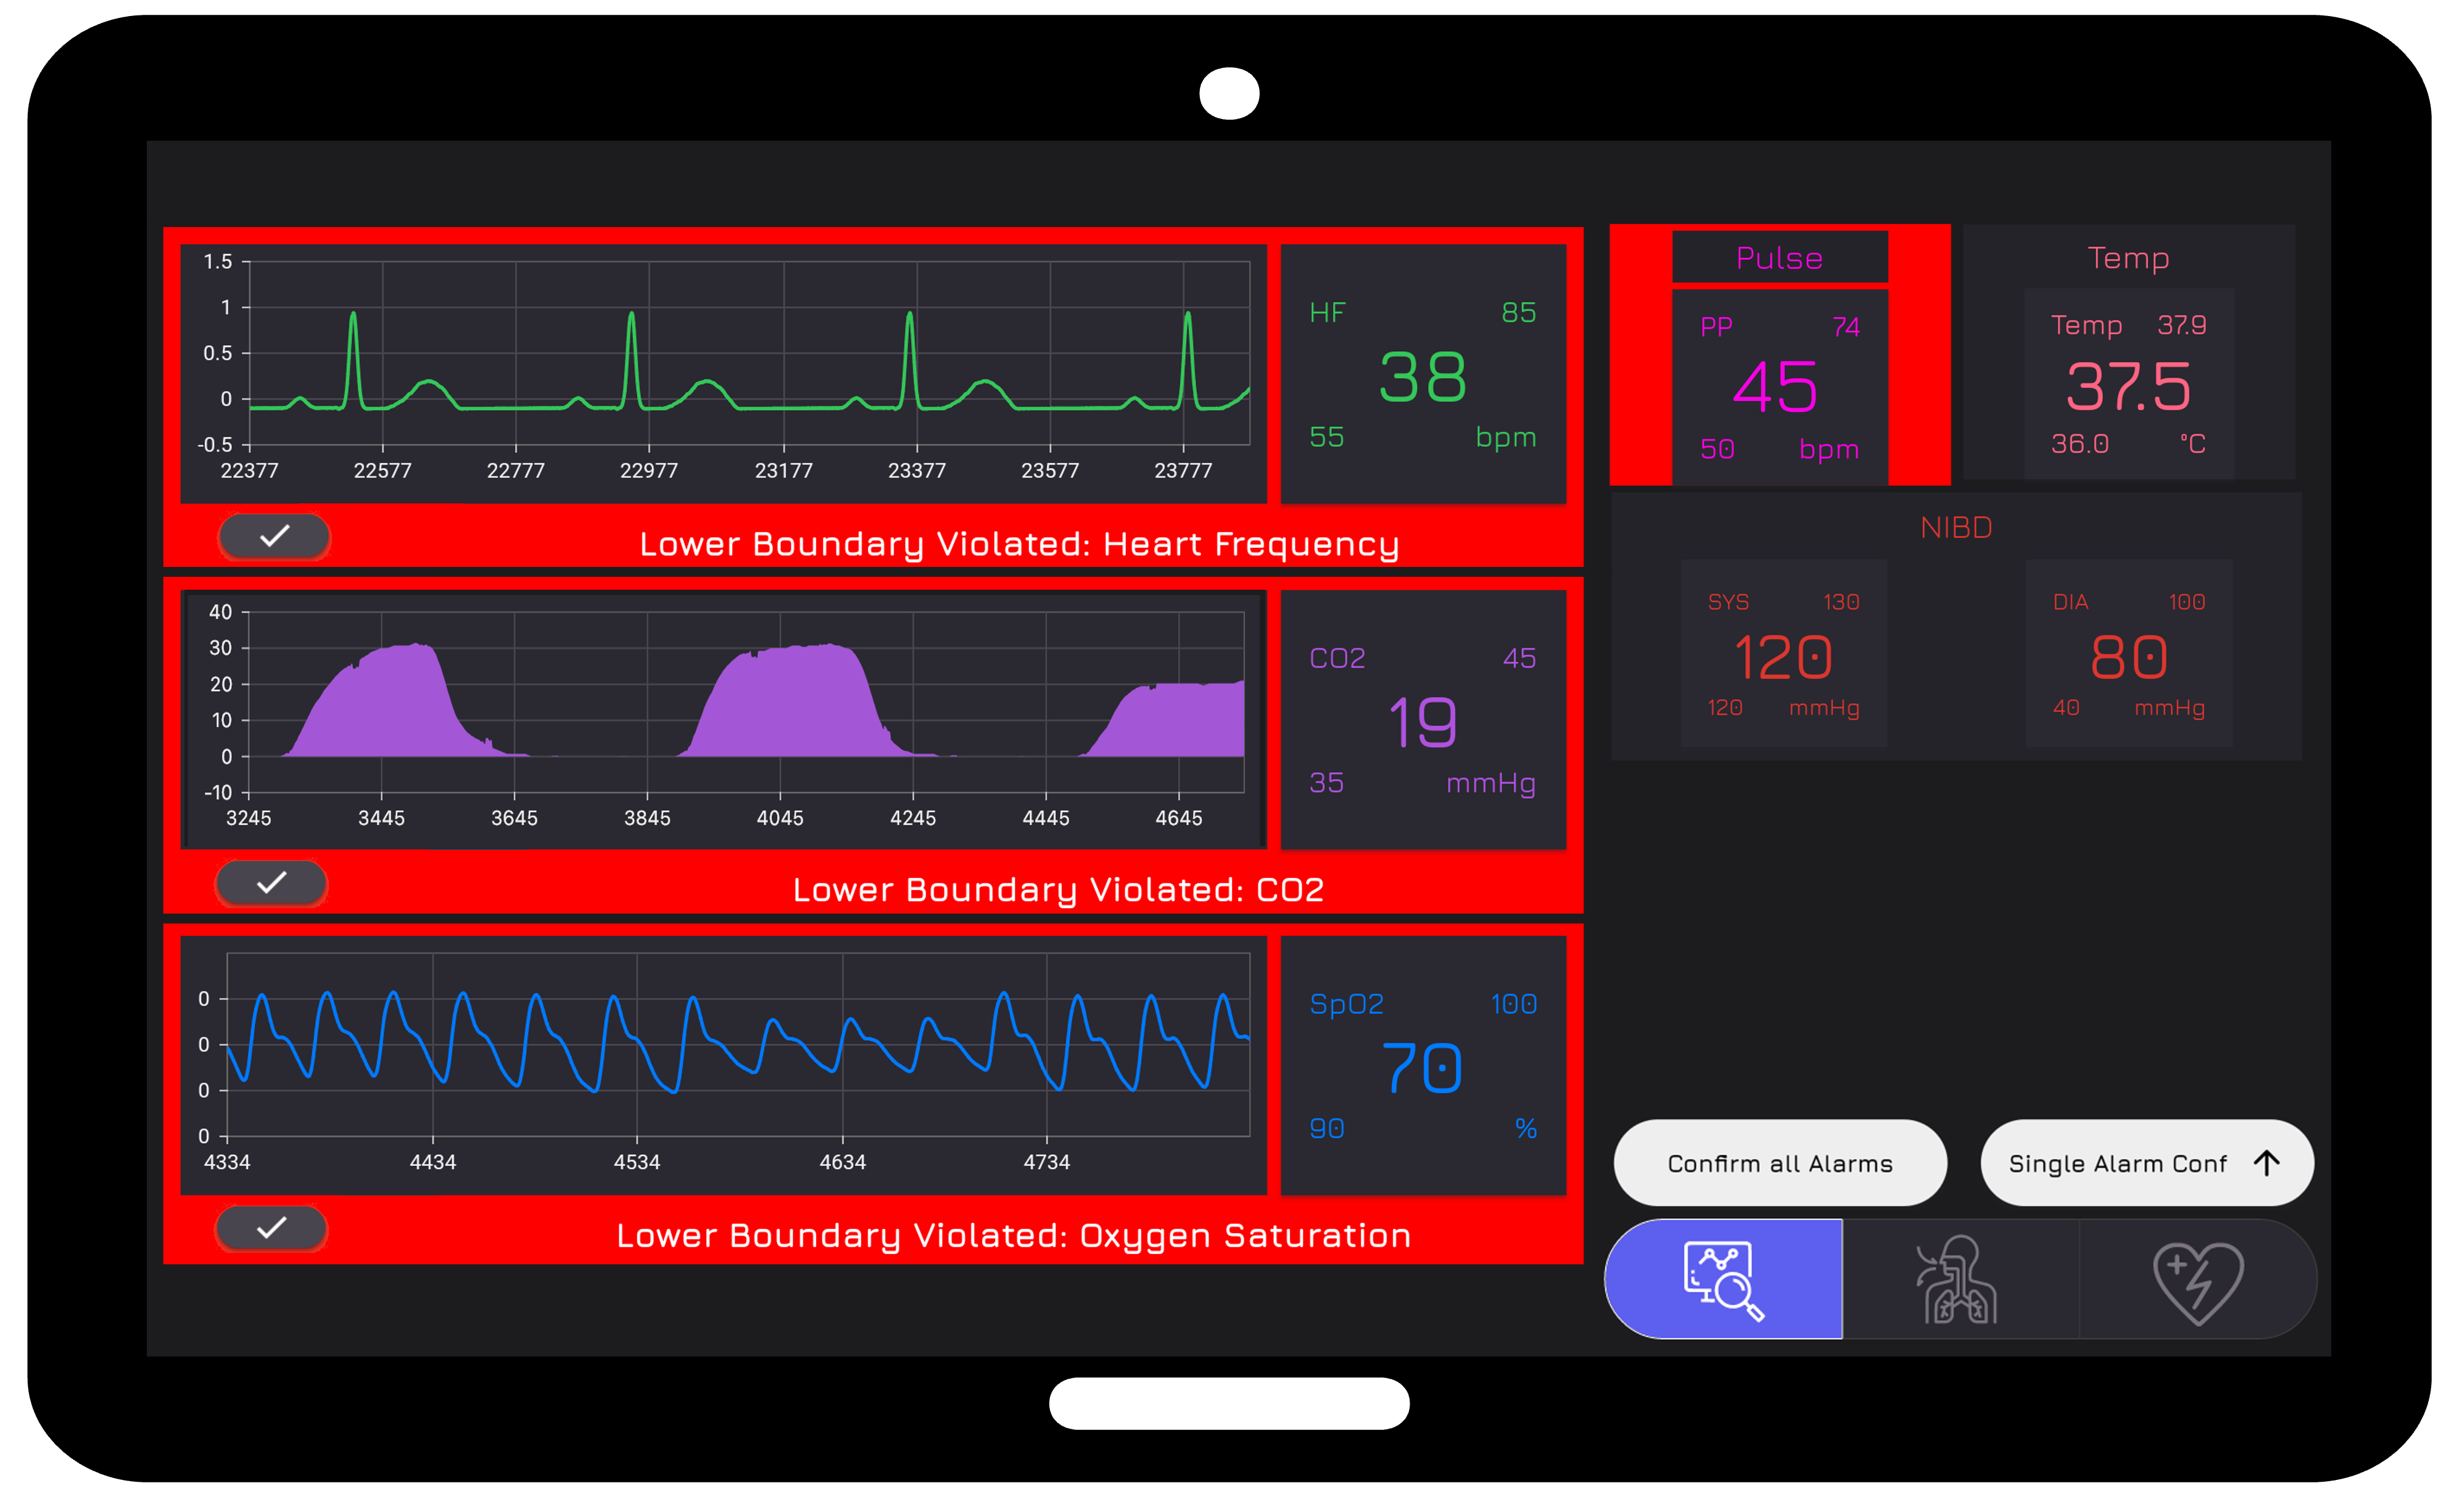 1.5
1
0.5
0
-0.5
22377 22577 22777 22977 23177 23377 23577 23777
HF 85
38
55 bpm
Lower Boundary Violated: Heart Frequency
40
30
20
10
0
-10
3245 3445 3645 3845 4045 4245 4445 4645
CO2 45
19
35 mmHg
Lower Boundary Violated: CO2
0
0
0
0
4334 4434 4534 4634 4734
SpO2 100
70
90 %
Lower Boundary Violated: Oxygen Saturation
Pulse
PP 74
45
50 bpm
Temp
Temp 37.9
37.5
36.0 °C
NIBD
SYS 130
120
120 mmHg
DIA 100
80
40 mmHg
Confirm all Alarms
Single Alarm Conf